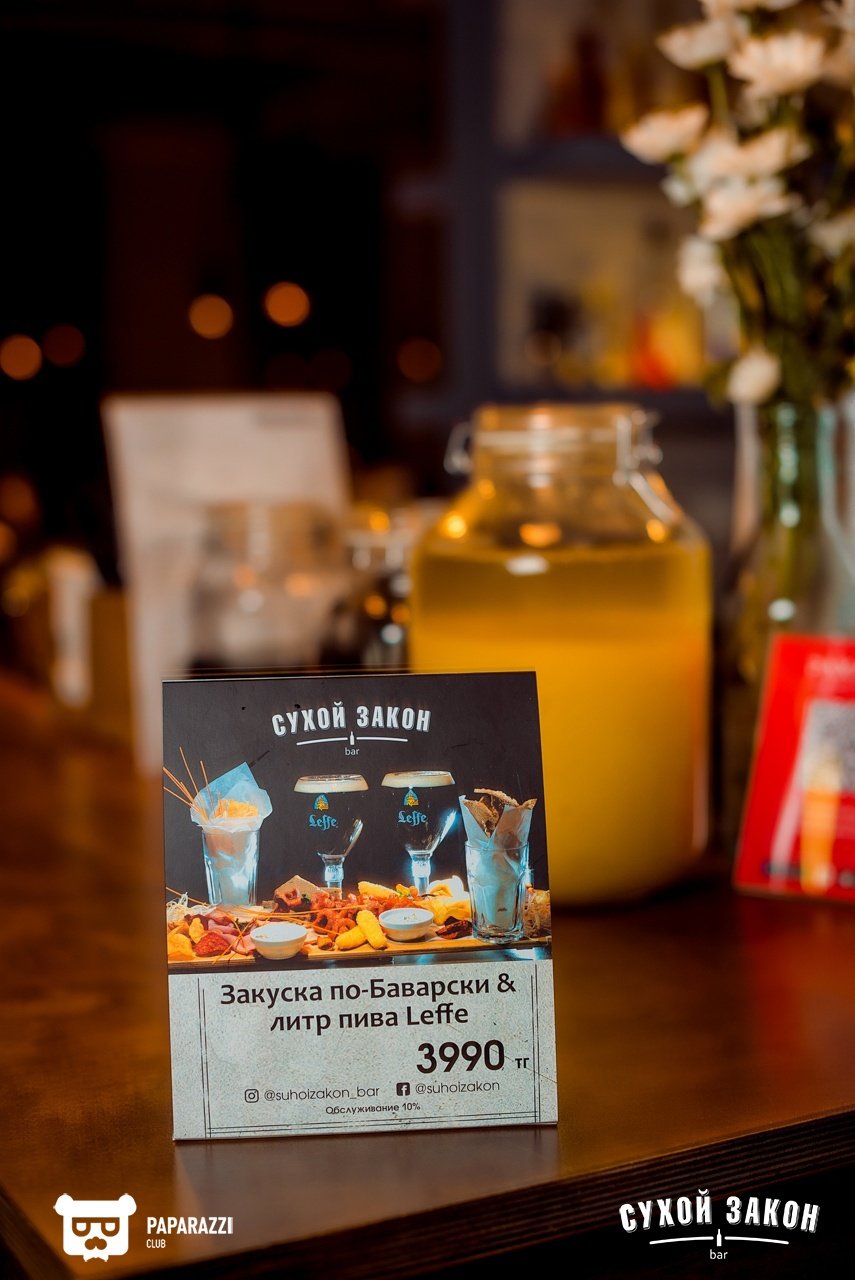 СУХОЙ ЗАКОН
bar
Leffe
Leffe
Закуска по-Баварски &
литр пива Leffe
3990 тг
@suhoizakon_bar @suhoizakon
Обслуживание 10%
PAPARAZZI
CLUB
СУХОЙ ЗАКОН
bar